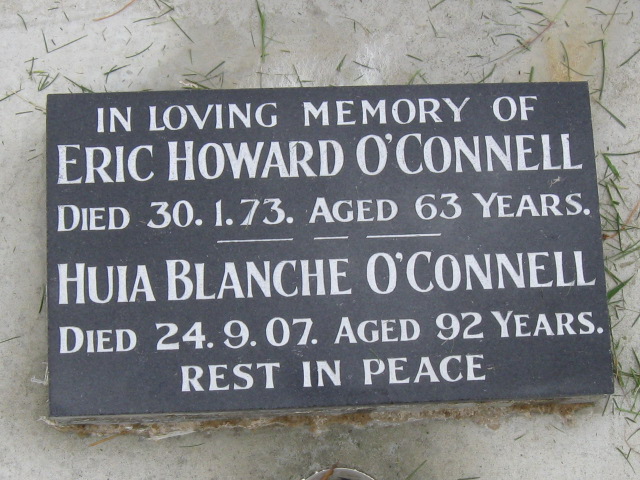 IN LOVING MEMORY OF
ERIC HOWARD O'CONNELL
DIED 30.1.73. AGED 63 YEARS.
HUIA BLANCHE O'CONNELL
DIED 24.9.07. AGED 92 YEARS.
REST IN PEACE